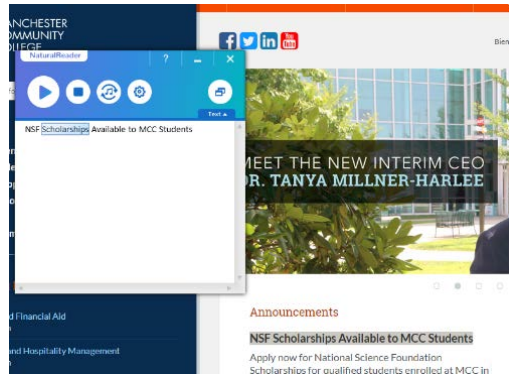 ANCHESTER
OMMUNITY
OLLEGE
NaturalReader
?
Text
NSF Scholarships Available to MCC Students
Bien
MEET THE NEW INTERIM CEO
DR. TANYA MILLNER-HARLEE
Announcements
NSF Scholarships Available to MCC Students
Apply now for National Science Foundation
Scholarships for qualified students enrolled at MCC in
d Financial Aid
and Hospitality Management